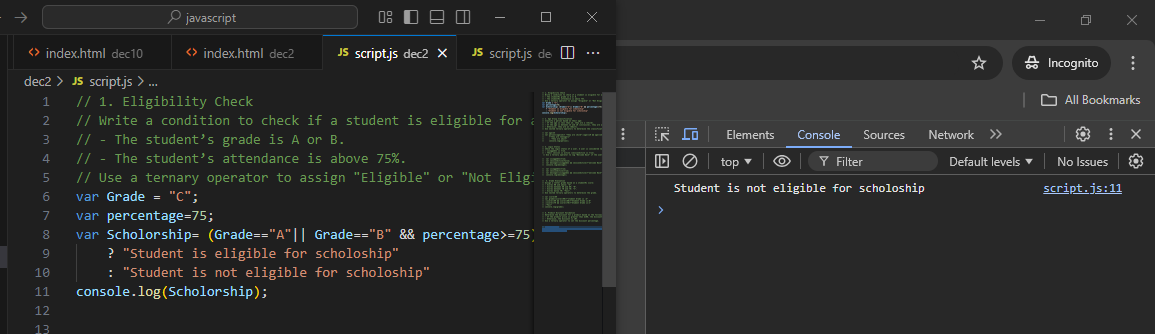 javascript
index.html dec10
index.html dec2
JS script.js dec2
JS script.js de
dec2 > JS script.js > ...
1 // 1. Eligibility Check
2 // Write a condition to check if a student is eligible for a
3 // - The student’s grade is A or B.
4 // - The student’s attendance is above 75%.
5 // Use a ternary operator to assign "Eligible" or "Not Elig
6 var Grade = "C";
7 var percentage=75;
8 var Scholorship= (Grade=="A"|| Grade=="B" && percentage>=75)
9 ? "Student is eligible for scholoship"
10 : "Student is not eligible for scholoship"
11 console.log(Scholorship);
12
13
Incognito
All Bookmarks
Elements Console Sources Network
top Filter Default levels No Issues
Student is not eligible for scholoship script.js:11